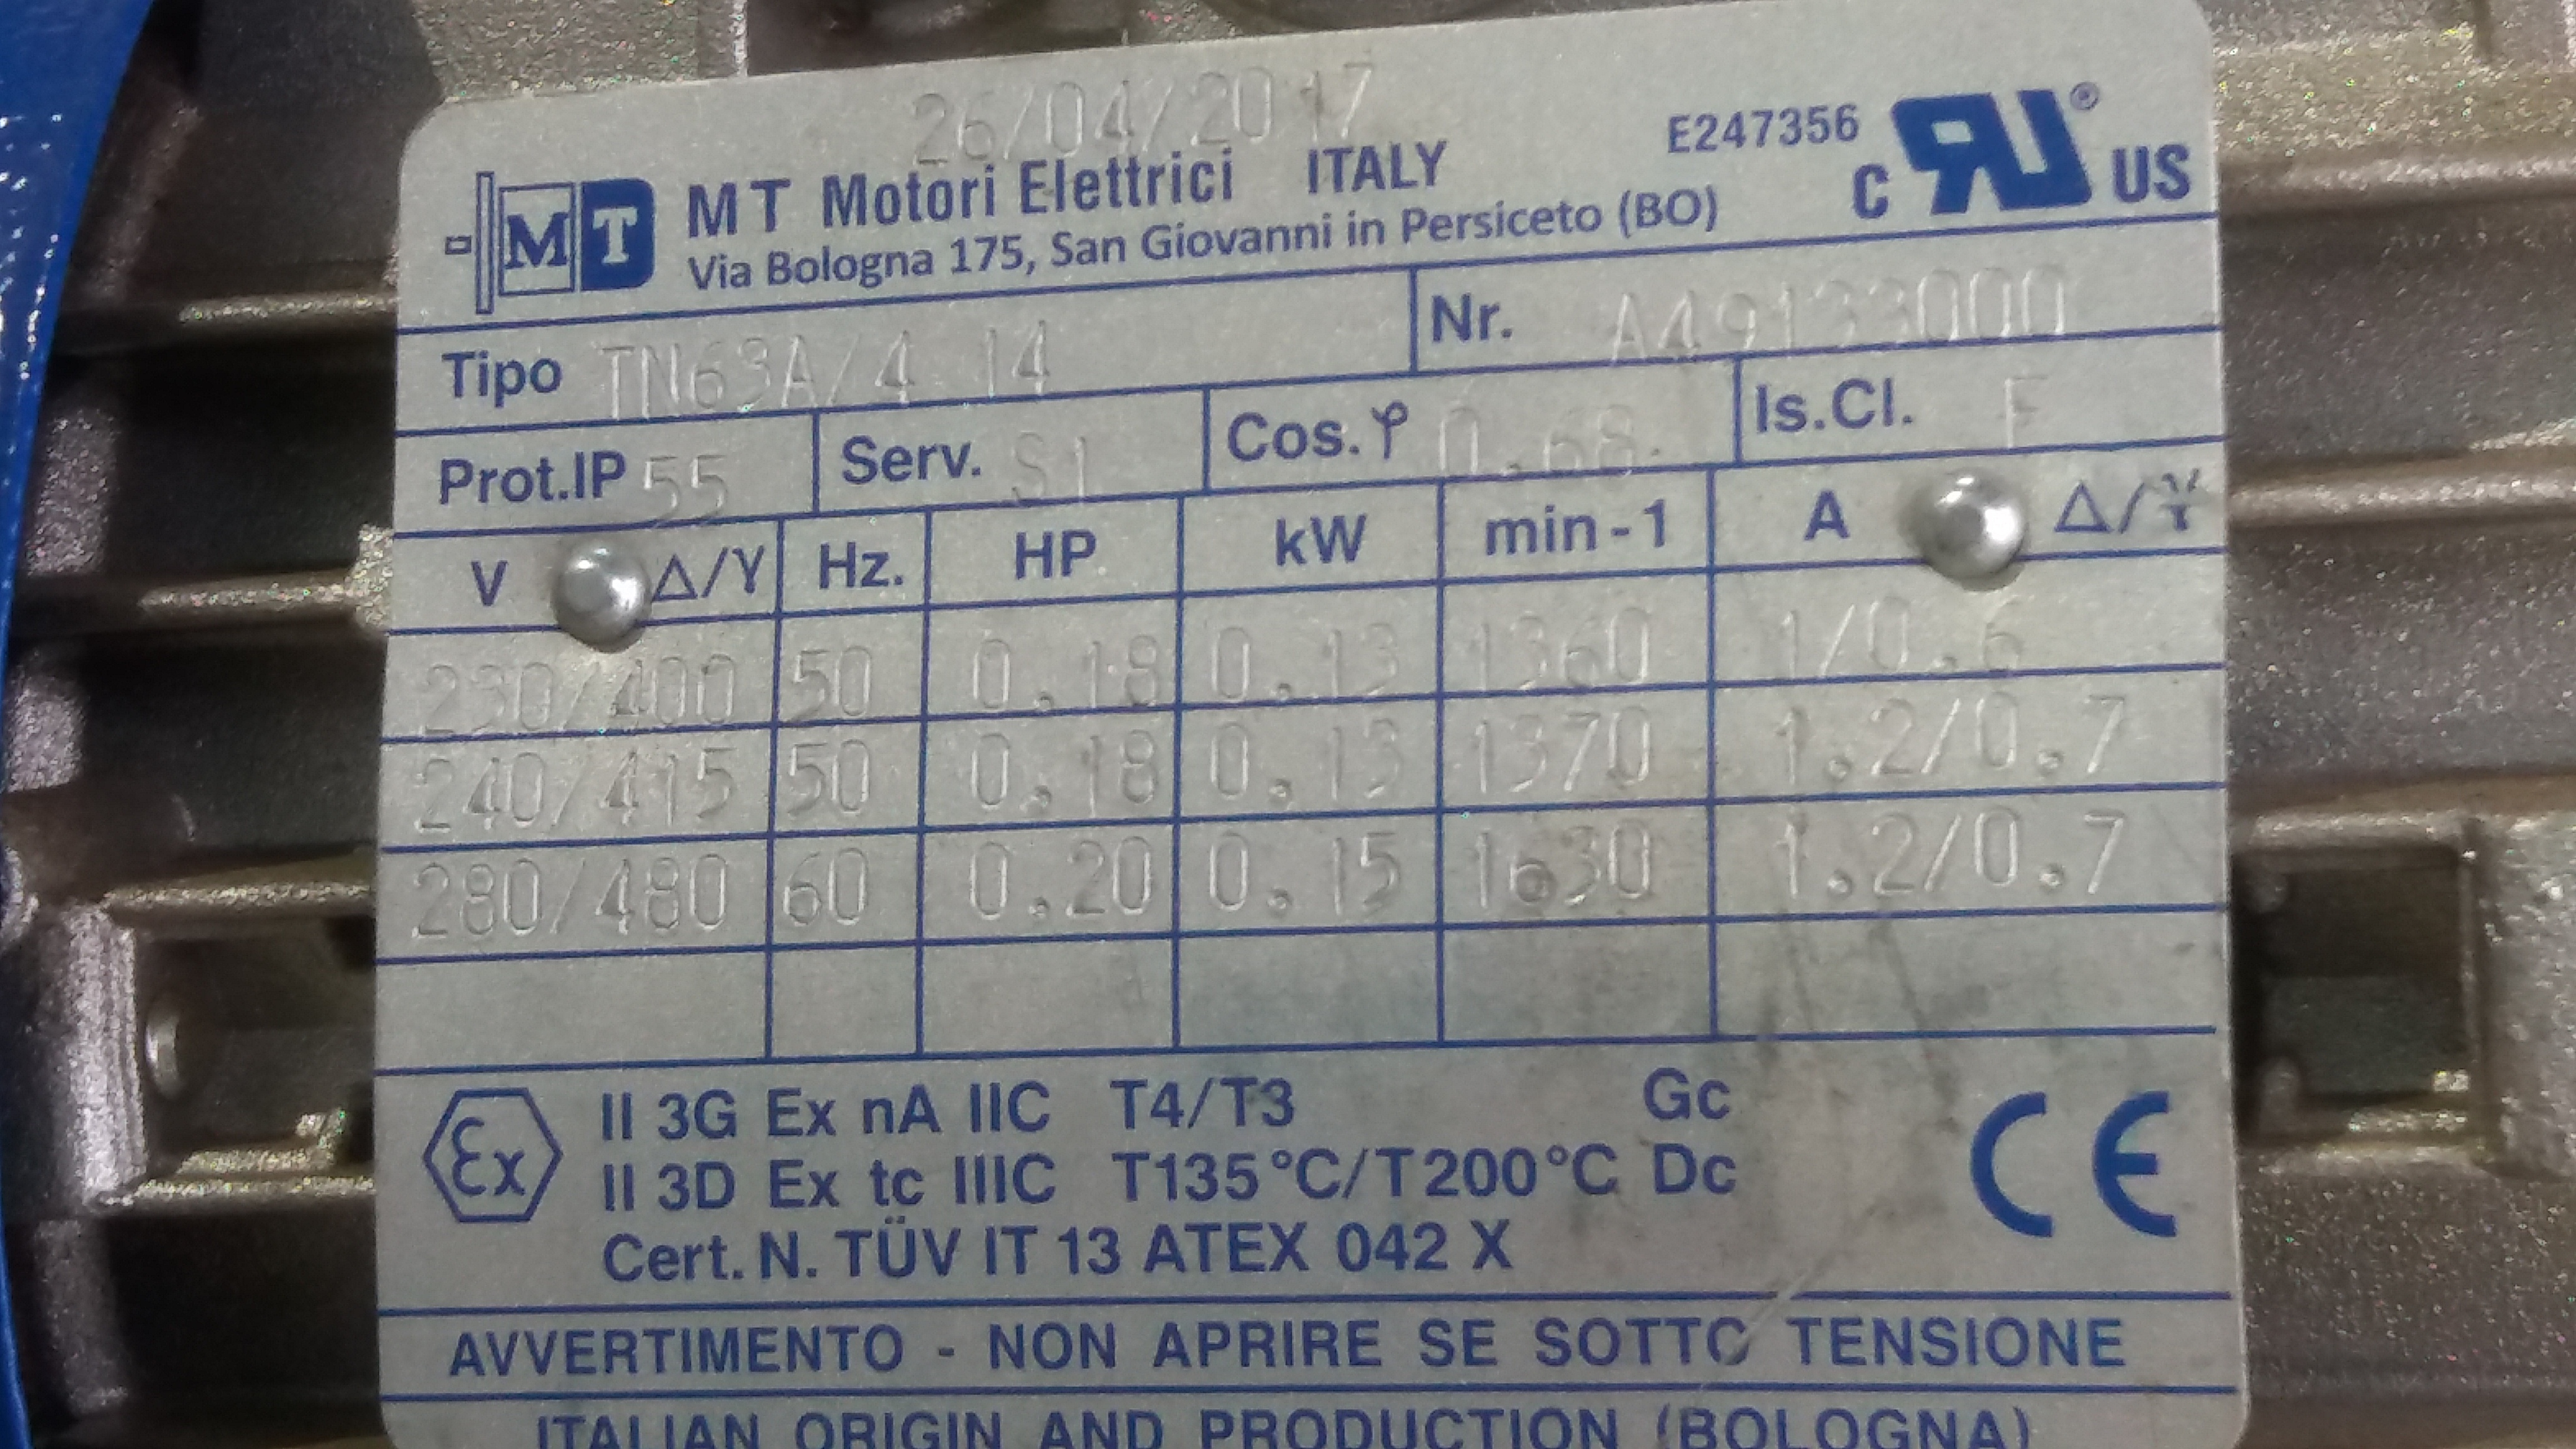 26/04/2017
MT MT Motori Elettrici ITALY E247356 C RU® US
Via Bologna 175, San Giovanni in Persiceto (BO)
Tipo TN63A/4 14 Nr. A49133000
Prot.IP 55 Serv. S1 Cos.φ 0.68 Is.Cl. F
V Δ/Y Hz. HP kW min-1 A Δ/Y
230/400 50 0.18 0.13 1360 1/0.6
240/415 50 0.18 0.13 1370 1.2/0.7
280/480 60 0.20 0.15 1630 1.2/0.7
Ex II 3G Ex nA IIC T4/T3 Gc CE
II 3D Ex tc IIIC T135°C/T200°C Dc
Cert. N. TÜV IT 13 ATEX 042 X
AVVERTIMENTO - NON APRIRE SE SOTTO TENSIONE
ITALIAN ORIGIN AND PRODUCTION (BOLOGNA)